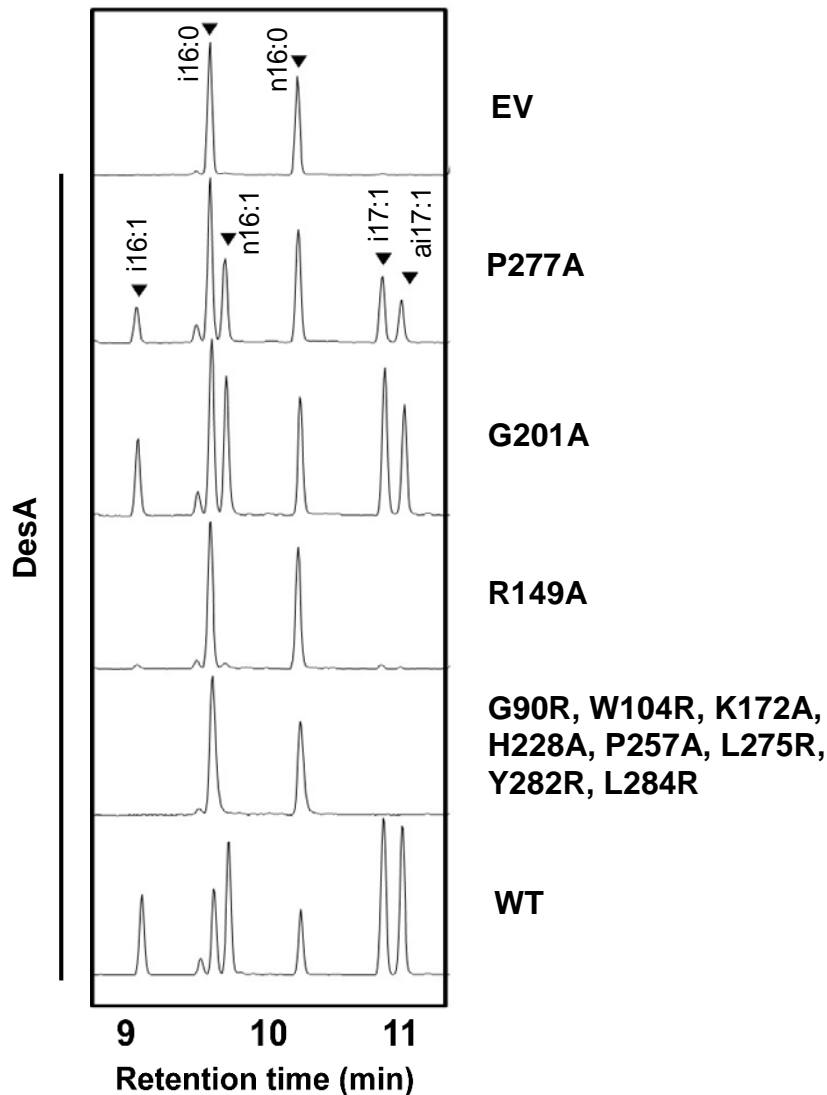 i16:0
n16:0
EV
i16:1
n16:1
i17:1
ai17:1
P277A
G201A
DesA
R149A
G90R, W104R, K172A,
H228A, P257A, L275R,
Y282R, L284R
WT
9 10 11
Retention time (min)